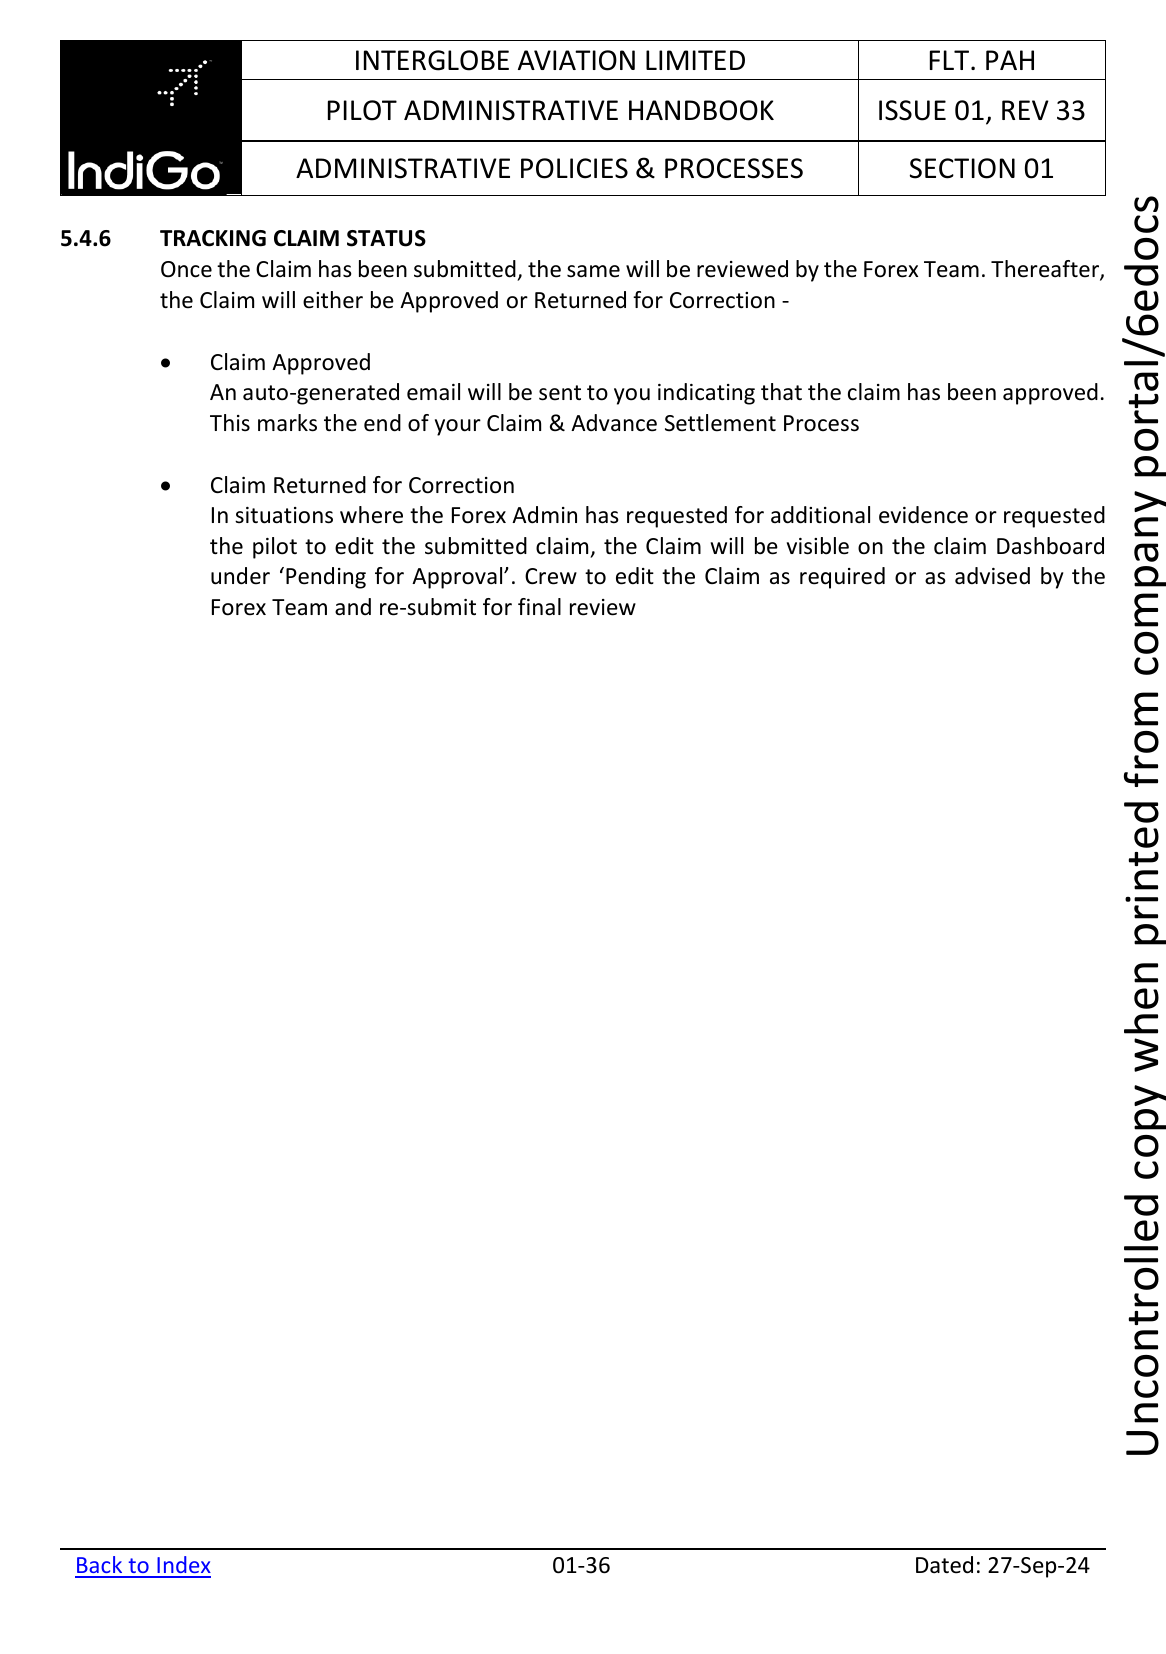 IndiGo
INTERGLOBE AVIATION LIMITED
FLT. PAH
PILOT ADMINISTRATIVE HANDBOOK
ISSUE 01, REV 33
ADMINISTRATIVE POLICIES & PROCESSES
SECTION 01
5.4.6 TRACKING CLAIM STATUS
Once the Claim has been submitted, the same will be reviewed by the Forex Team. Thereafter,
the Claim will either be Approved or Returned for Correction -
• Claim Approved
An auto-generated email will be sent to you indicating that the claim has been approved.
This marks the end of your Claim & Advance Settlement Process
• Claim Returned for Correction
In situations where the Forex Admin has requested for additional evidence or requested
the pilot to edit the submitted claim, the Claim will be visible on the claim Dashboard
under ‘Pending for Approval’. Crew to edit the Claim as required or as advised by the
Forex Team and re-submit for final review
Uncontrolled copy when printed from company portal/6edocs
Back to Index
01-36
Dated: 27-Sep-24